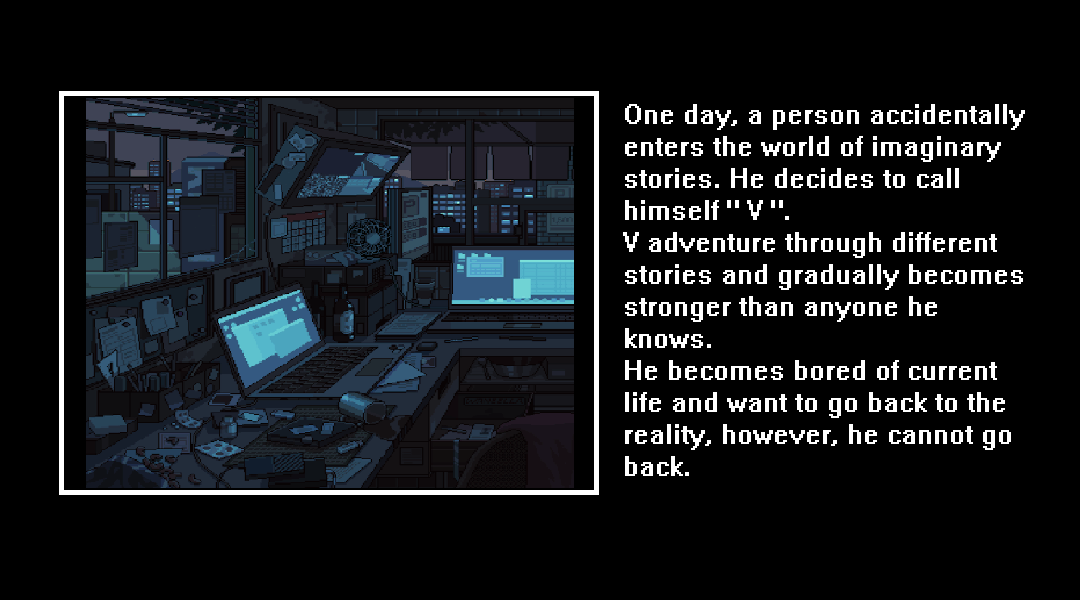 One day, a person accidentally
enters the world of imaginary
stories. He decides to call
himself " V ".
V adventure through different
stories and gradually becomes
stronger than anyone he
knows.
He becomes bored of current
life and want to go back to the
reality, however, he cannot go
back.